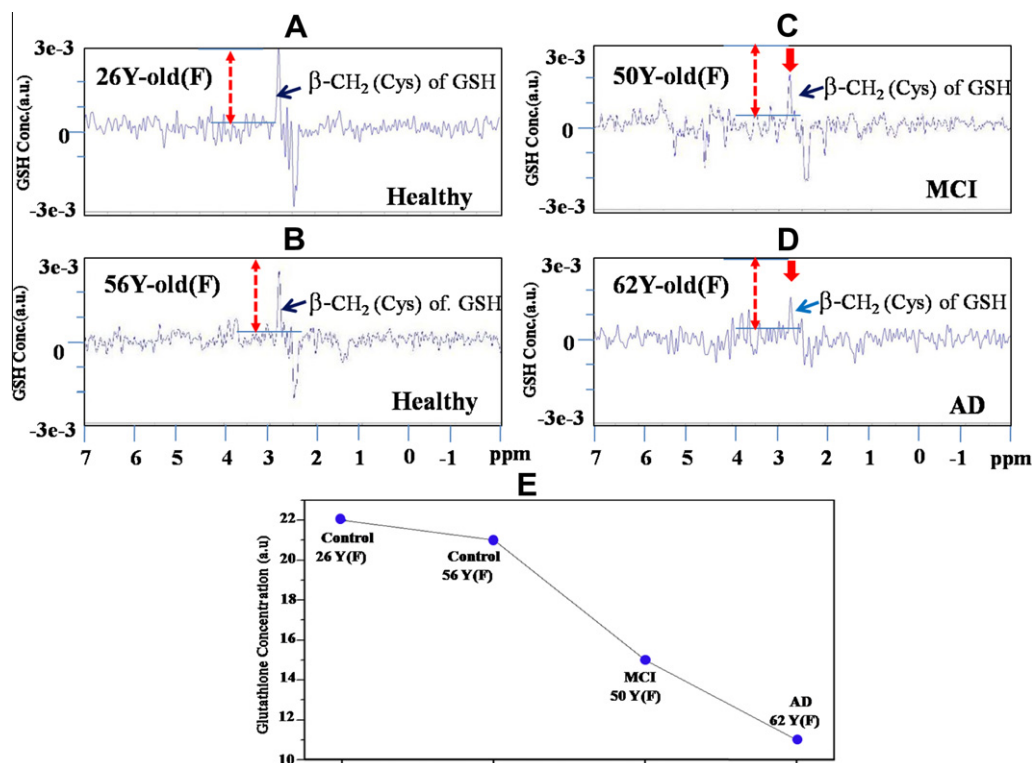 A
3e-3
26Y-old(F)
β-CH₂ (Cys) of GSH
GSH Conc.(a.u.)
0
Healthy
-3e-3
B
3e-3
56Y-old(F)
β-CH₂ (Cys) of. GSH
GSH Conc.(a.u.)
0
Healthy
-3e-3
7 6 5 4 3 2 1 0 -1 ppm
C
3e-3
50Y-old(F)
β-CH₂ (Cys) of GSH
GSH Conc.(a.u.)
0
MCI
-3e-3
D
3e-3
62Y-old(F)
β-CH₂ (Cys) of GSH
GSH Conc.(a.u.)
0
AD
-3e-3
7 6 5 4 3 2 1 0 -1 ppm
E
Glutathione Concentration (a.u)
22
20
18
16
14
12
10
Control
26 Y(F)
Control
56 Y(F)
MCI
50 Y(F)
AD
62 Y(F)